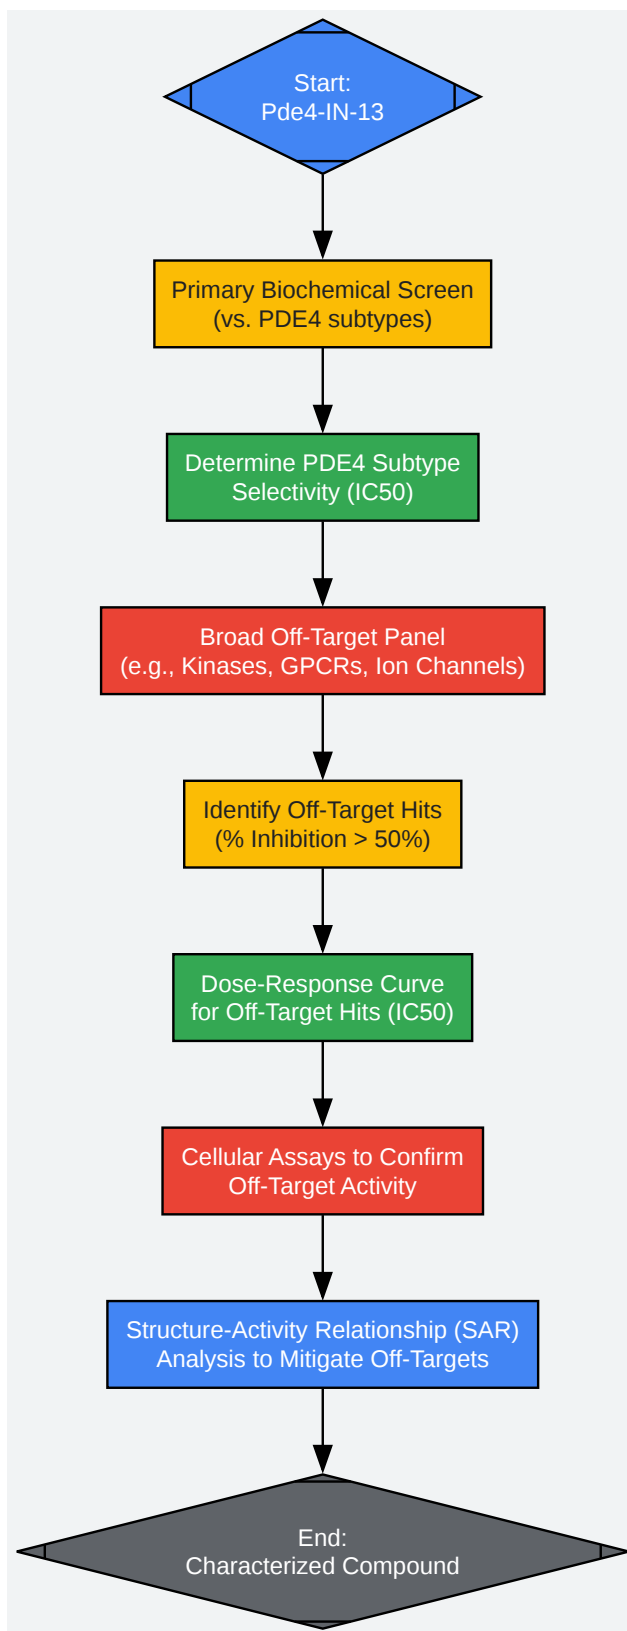 Start:
Pde4-IN-13
Primary Biochemical Screen
(vs. PDE4 subtypes)
Determine PDE4 Subtype
Selectivity (IC50)
Broad Off-Target Panel
(e.g., Kinases, GPCRs, Ion Channels)
Identify Off-Target Hits
(% Inhibition > 50%)
Dose-Response Curve
for Off-Target Hits (IC50)
Cellular Assays to Confirm
Off-Target Activity
Structure-Activity Relationship (SAR)
Analysis to Mitigate Off-Targets
End:
Characterized Compound